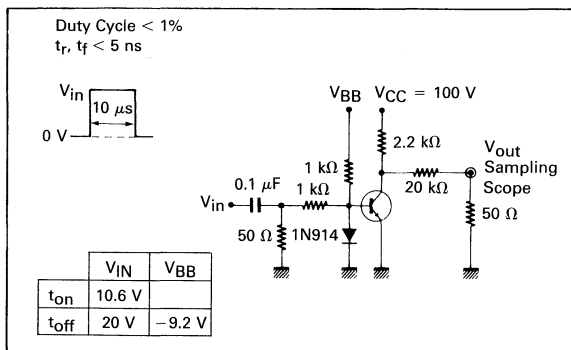 Duty Cycle < 1%
tr, tf < 5 ns
Vin
10 μs
0 V
VBB VCC = 100 V
2.2 kΩ
Vout
Sampling
Scope
1 kΩ
20 kΩ
0.1 μF
1 kΩ
Vin
50 Ω
1N914
50 Ω
VIN VBB
ton 10.6 V
toff 20 V −9.2 V